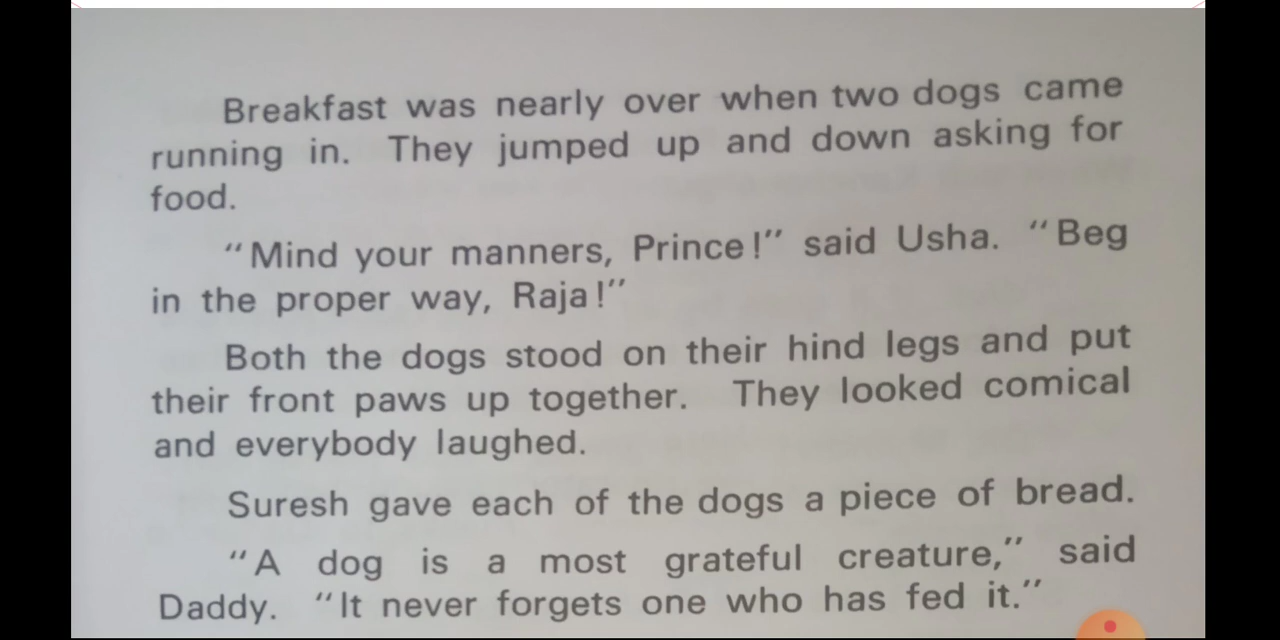 Breakfast was nearly over when two dogs came
running in. They jumped up and down asking for
food.
“Mind your manners, Prince!” said Usha. “Beg
in the proper way, Raja!”
Both the dogs stood on their hind legs and put
their front paws up together. They looked comical
and everybody laughed.
Suresh gave each of the dogs a piece of bread.
“A dog is a most grateful creature,” said
Daddy. “It never forgets one who has fed it.”